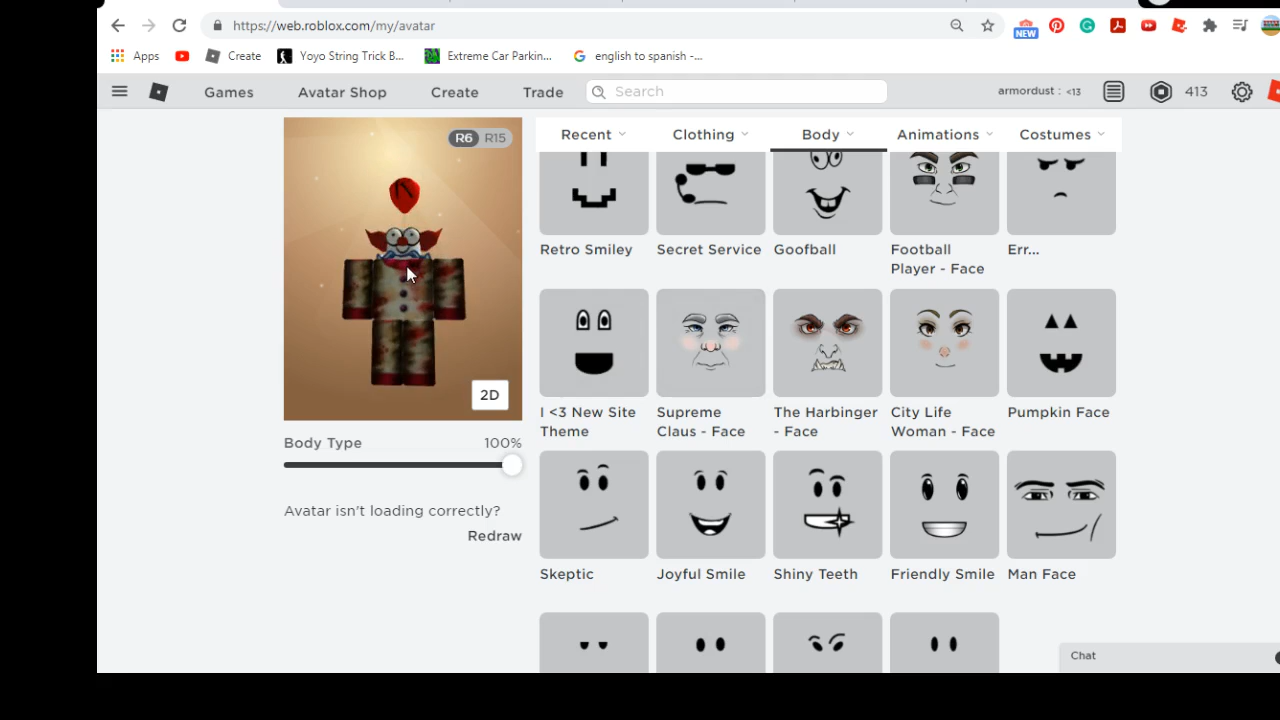 https://web.roblox.com/my/avatar
NEW
Apps
Create
Yoyo String Trick B...
Extreme Car Parkin...
english to spanish -...
Games
Avatar Shop
Create
Trade
Search
armordust : <13
413
R6 R15
2D
Body Type 100%
Avatar isn't loading correctly?
Redraw
Recent
Clothing
Body
Animations
Costumes
Retro Smiley
Secret Service
Goofball
Football
Player - Face
Err...
I <3 New Site
Theme
Supreme
Claus - Face
The Harbinger
- Face
City Life
Woman - Face
Pumpkin Face
Skeptic
Joyful Smile
Shiny Teeth
Friendly Smile
Man Face
Chat